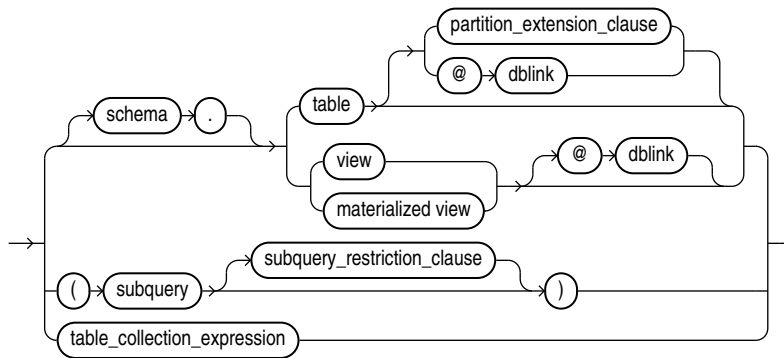 partition_extension_clause
@ dblink
schema . table
view @ dblink
materialized view
( subquery subquery_restriction_clause )
table_collection_expression